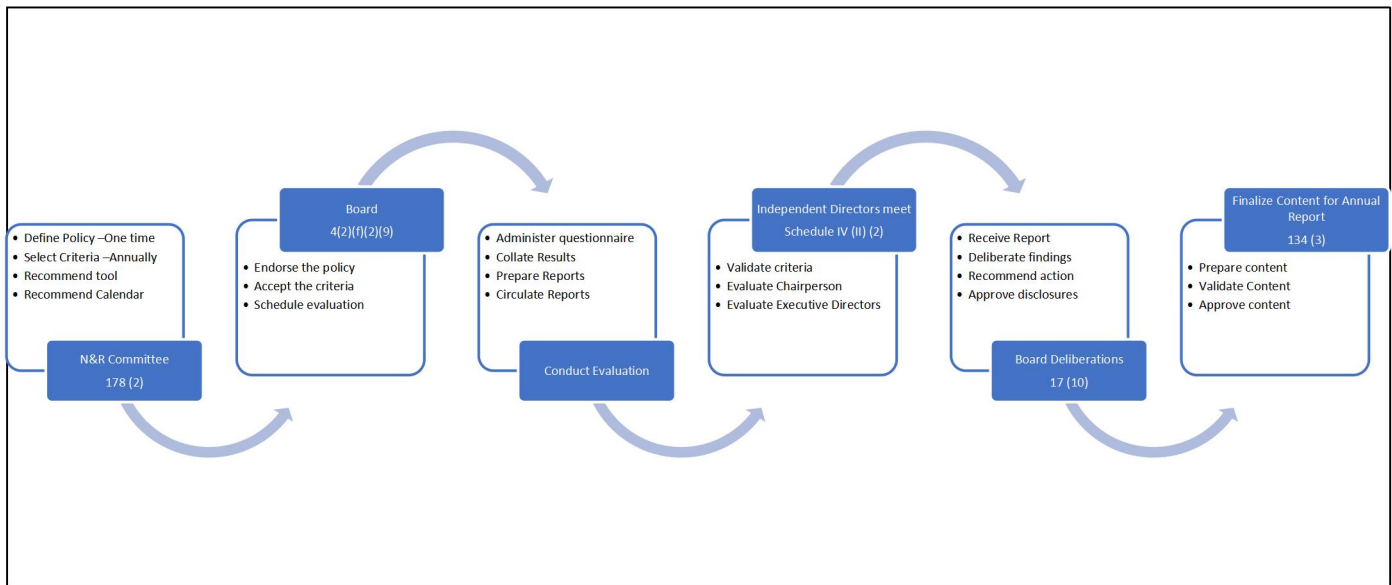 • Define Policy –One time
• Select Criteria –Annually
• Recommend tool
• Recommend Calendar
N&R Committee
178 (2)
Board
4(2)(f)(2)(9)
• Endorse the policy
• Accept the criteria
• Schedule evaluation
• Administer questionnaire
• Collate Results
• Prepare Reports
• Circulate Reports
Conduct Evaluation
Independent Directors meet
Schedule IV (II) (2)
• Validate criteria
• Evaluate Chairperson
• Evaluate Executive Directors
• Receive Report
• Deliberate findings
• Recommend action
• Approve disclosures
Board Deliberations
17 (10)
Finalize Content for Annual
Report
134 (3)
• Prepare content
• Validate Content
• Approve content